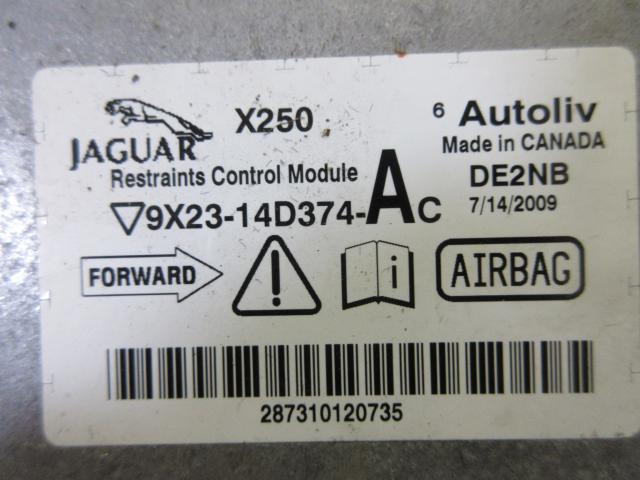 JAGUAR
X250
6 Autoliv
Made in CANADA
Restraints Control Module
DE2NB
9X23-14D374-AC
7/14/2009
FORWARD
! i
AIRBAG
287310120735